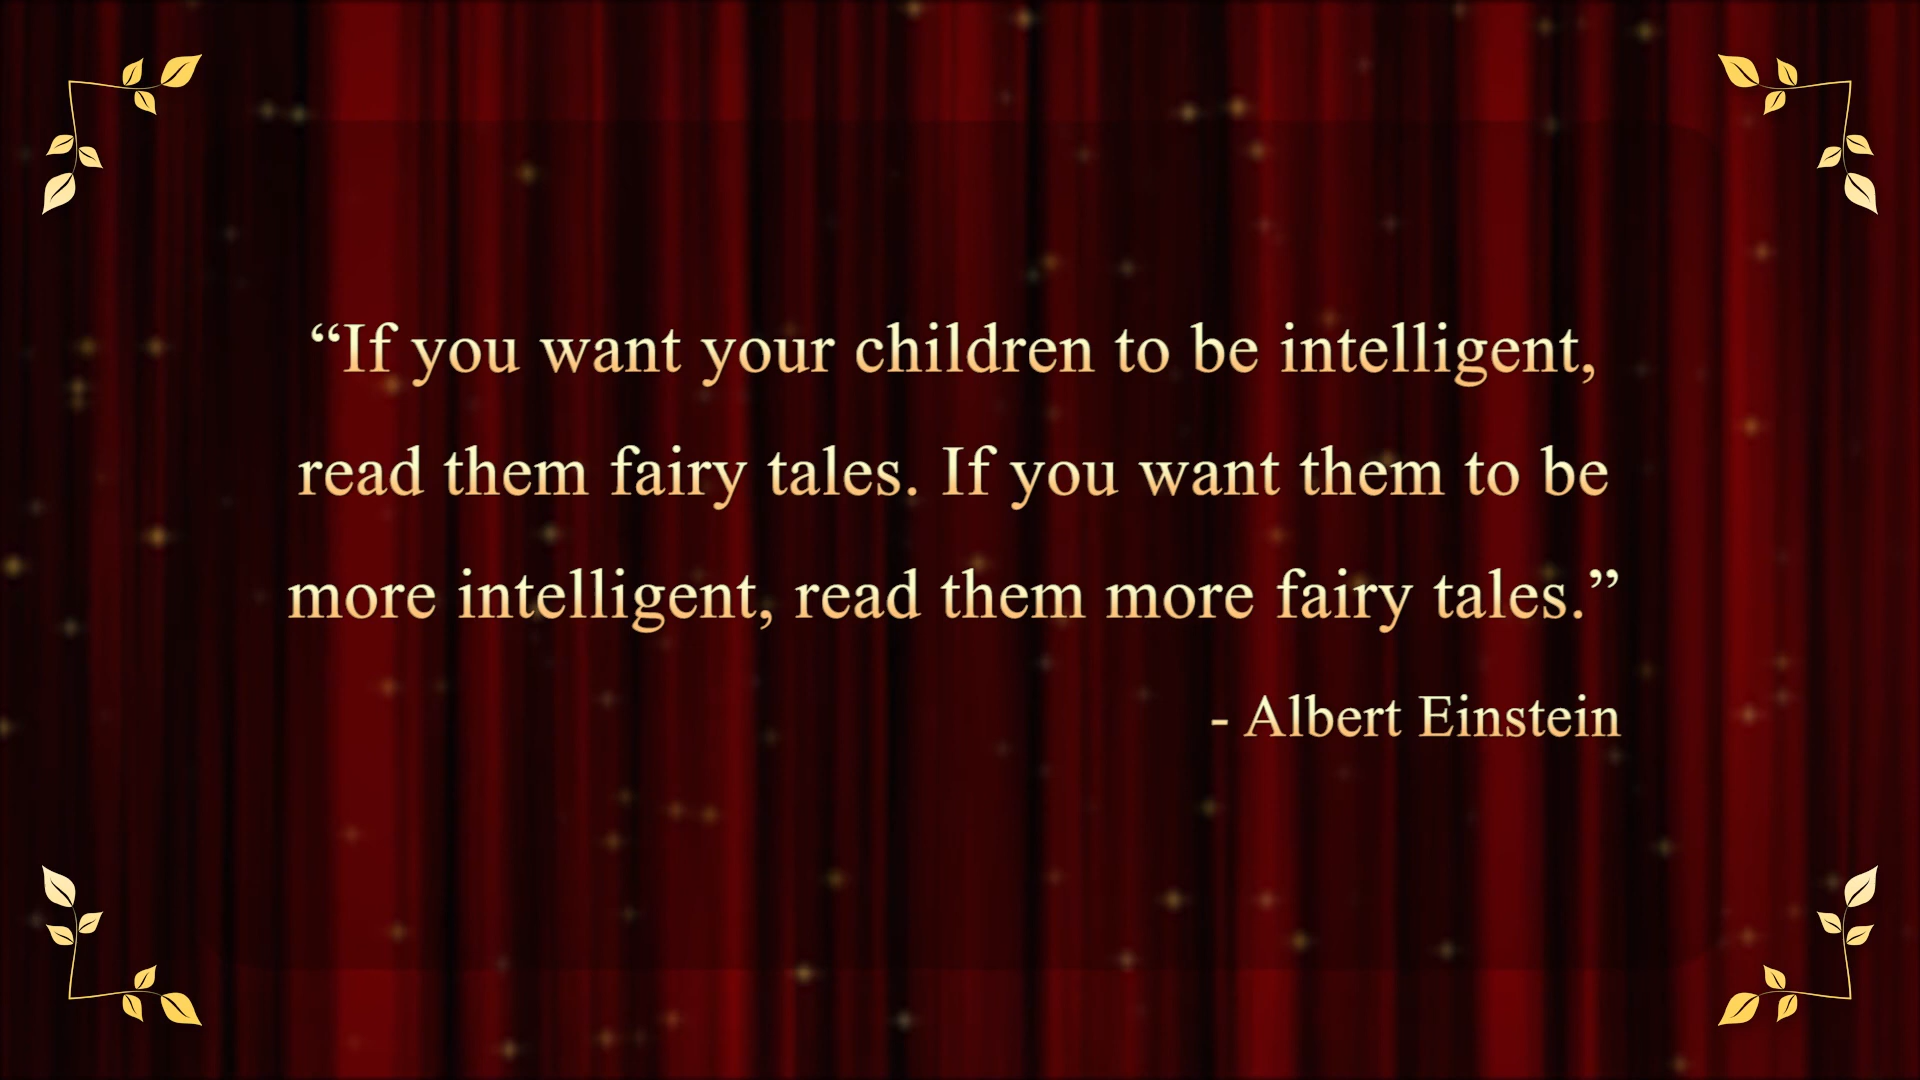 “If you want your children to be intelligent,
read them fairy tales. If you want them to be
more intelligent, read them more fairy tales.”
- Albert Einstein